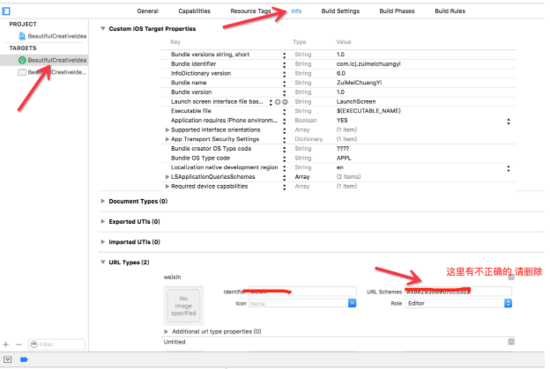 General Capabilities Resource Tags Info Build Settings Build Phases Build Rules
PROJECT
BeautifulCreativeIdea
TARGETS
BeautifulCreativeIdea
BeautifulCreativeIde...
Custom iOS Target Properties
Key Type Value
Bundle versions string, short String 1.0
Bundle identifier String com.lcj.zuimeichuangyi
InfoDictionary version String 6.0
Bundle name String ZuiMeiChuangYi
Bundle version String 1.0
Launch screen interface file bas... String LaunchScreen
Executable file String $(EXECUTABLE_NAME)
Application requires iPhone environm... Boolean YES
Supported interface orientations Array (1 item)
App Transport Security Settings Dictionary (1 item)
Bundle creator OS Type code String ????
Bundle OS Type code String APPL
Localization native development region String en
LSApplicationQueriesSchemes Array (2 items)
Required device capabilities Array (1 item)
Document Types (0)
Exported UTIs (0)
Imported UTIs (0)
URL Types (2)
weixin
这里有不正确的,请删除
No image specified
Identifier
URL Schemes
Icon None
Role Editor
Additional url type properties (0)
Untitled
Filter